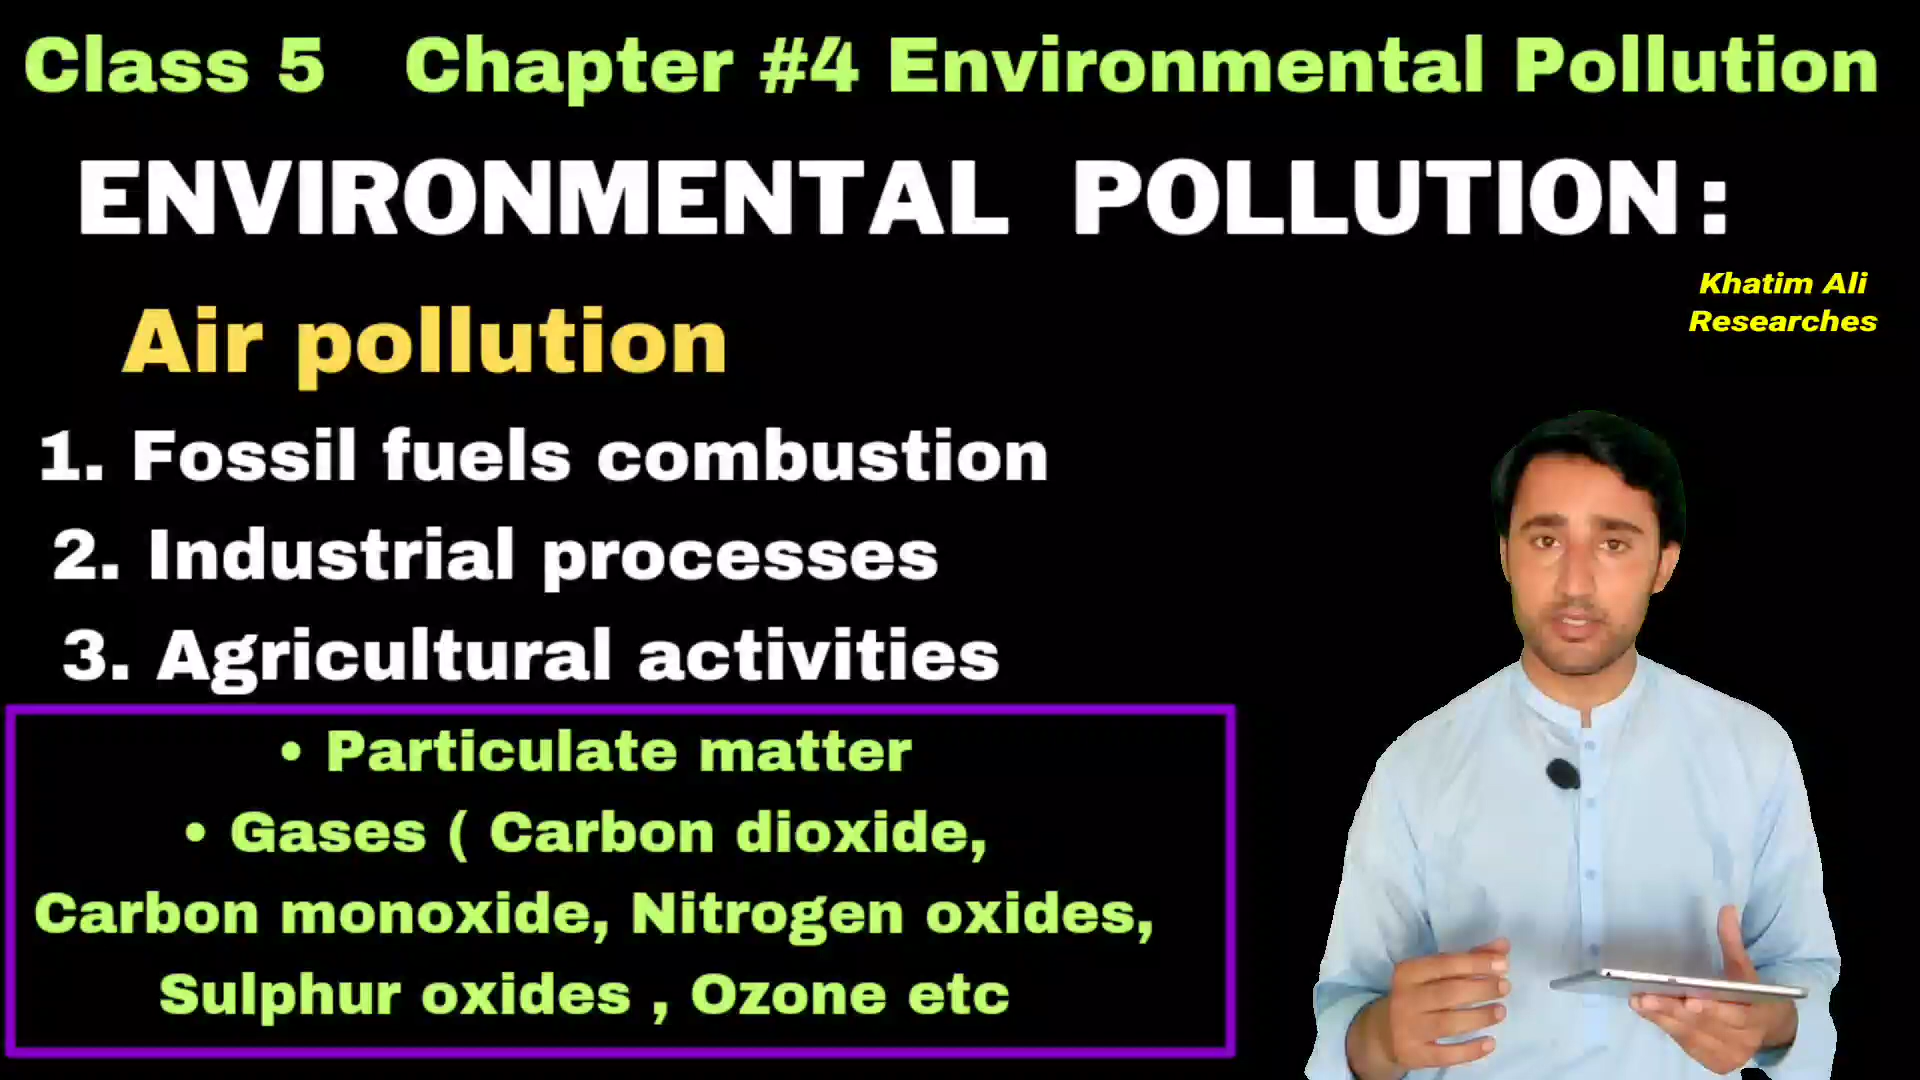 Class 5 Chapter #4 Environmental Pollution
ENVIRONMENTAL POLLUTION:
Khatim Ali
Researches
Air pollution
1. Fossil fuels combustion
2. Industrial processes
3. Agricultural activities
• Particulate matter
• Gases ( Carbon dioxide,
Carbon monoxide, Nitrogen oxides,
Sulphur oxides , Ozone etc